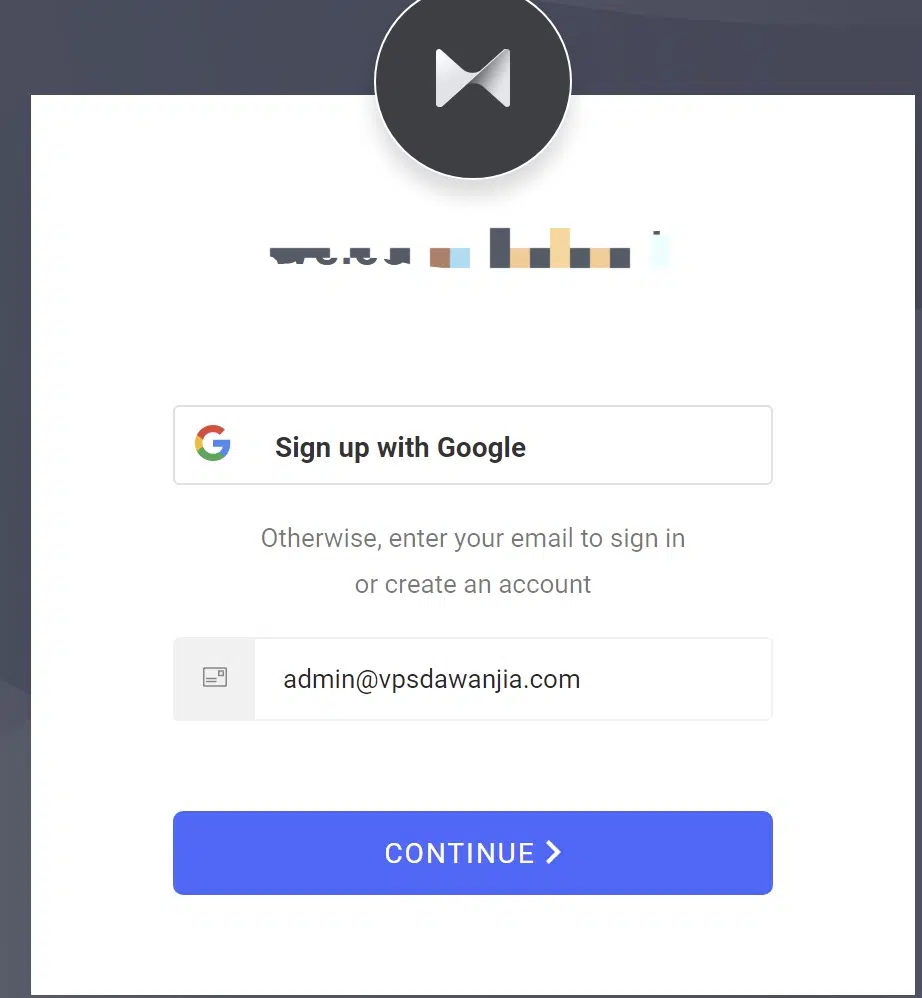 Sign up with Google
Otherwise, enter your email to sign in
or create an account
admin@vpsdawanjia.com
CONTINUE